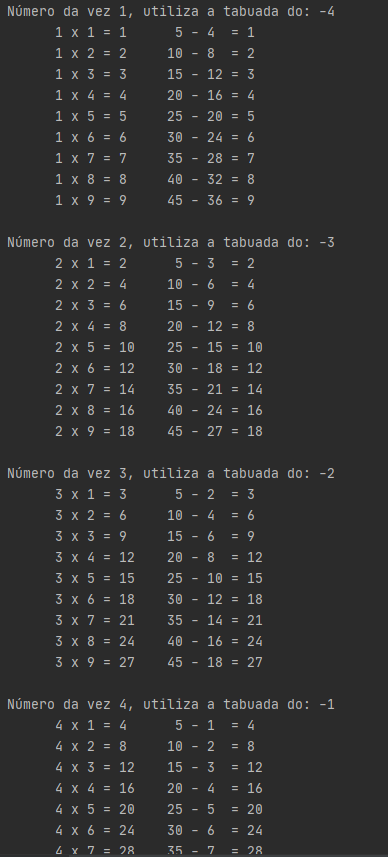 Número da vez 1, utiliza a tabuada do: -4
1 x 1 = 1 5 - 4 = 1
1 x 2 = 2 10 - 8 = 2
1 x 3 = 3 15 - 12 = 3
1 x 4 = 4 20 - 16 = 4
1 x 5 = 5 25 - 20 = 5
1 x 6 = 6 30 - 24 = 6
1 x 7 = 7 35 - 28 = 7
1 x 8 = 8 40 - 32 = 8
1 x 9 = 9 45 - 36 = 9
Número da vez 2, utiliza a tabuada do: -3
2 x 1 = 2 5 - 3 = 2
2 x 2 = 4 10 - 6 = 4
2 x 3 = 6 15 - 9 = 6
2 x 4 = 8 20 - 12 = 8
2 x 5 = 10 25 - 15 = 10
2 x 6 = 12 30 - 18 = 12
2 x 7 = 14 35 - 21 = 14
2 x 8 = 16 40 - 24 = 16
2 x 9 = 18 45 - 27 = 18
Número da vez 3, utiliza a tabuada do: -2
3 x 1 = 3 5 - 2 = 3
3 x 2 = 6 10 - 4 = 6
3 x 3 = 9 15 - 6 = 9
3 x 4 = 12 20 - 8 = 12
3 x 5 = 15 25 - 10 = 15
3 x 6 = 18 30 - 12 = 18
3 x 7 = 21 35 - 14 = 21
3 x 8 = 24 40 - 16 = 24
3 x 9 = 27 45 - 18 = 27
Número da vez 4, utiliza a tabuada do: -1
4 x 1 = 4 5 - 1 = 4
4 x 2 = 8 10 - 2 = 8
4 x 3 = 12 15 - 3 = 12
4 x 4 = 16 20 - 4 = 16
4 x 5 = 20 25 - 5 = 20
4 x 6 = 24 30 - 6 = 24
4 x 7 = 28 35 - 7 = 28